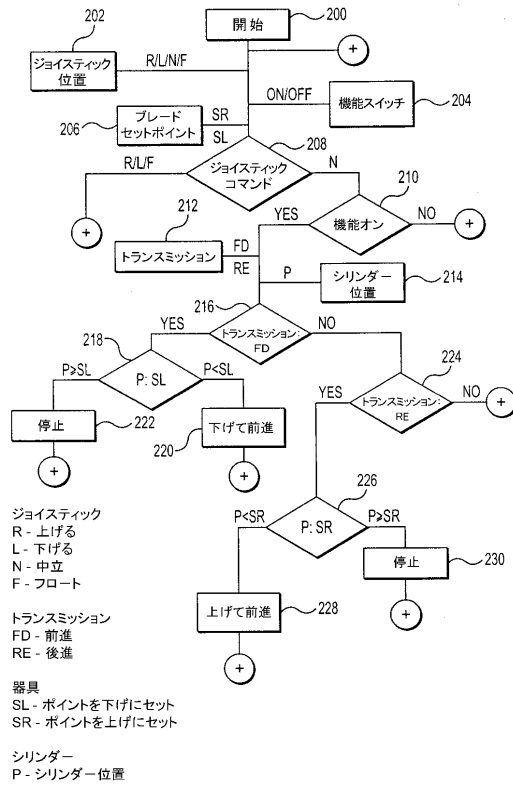 200
開始
+
202
ジョイスティック
位置
R/L/N/F
ON/OFF
機能スイッチ
204
206
ブレード
セットポイント
SR
SL
208
ジョイスティック
コマンド
R/L/F
N
+
210
機能オン
YES
NO
+
212
トランスミッション
FD
RE
P
シリンダー
位置
214
216
トランスミッション:
FD
YES
NO
218
P: SL
P≥SL
P<SL
停止
222
+
220
下げて前進
+
224
トランスミッション:
RE
YES
NO
+
226
P: SR
P<SR
P≥SR
上げて前進
228
+
停止
230
+
ジョイスティック
R - 上げる
L - 下げる
N - 中立
F - フロート
トランスミッション
FD - 前進
RE - 後進
器具
SL - ポイントを下げにセット
SR - ポイントを上げにセット
シリンダー
P - シリンダー位置